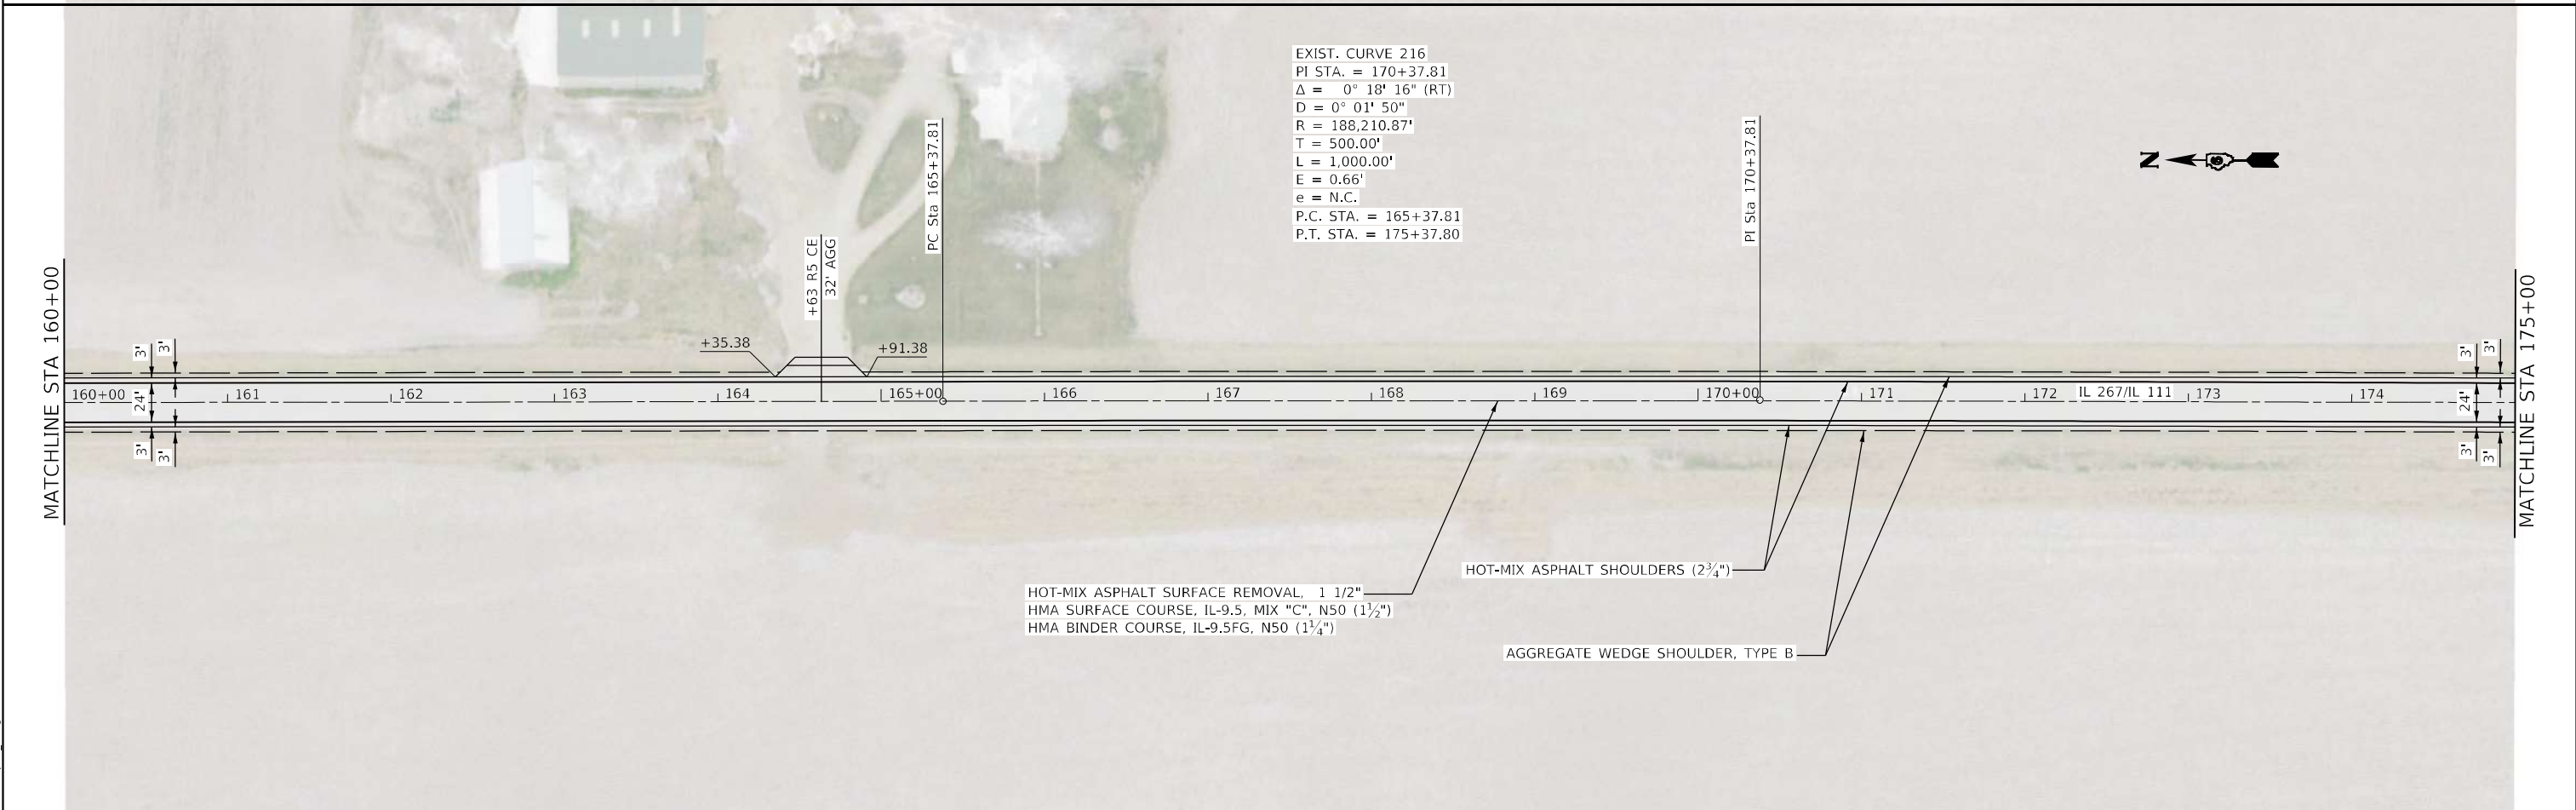 EXIST. CURVE 216
PI STA. = 170+37.81
Δ = 0° 18' 16" (RT)
D = 0° 01' 50"
R = 188,210.87'
T = 500.00'
L = 1,000.00'
E = 0.66'
e = N.C.
P.C. STA. = 165+37.81
P.T. STA. = 175+37.80
N
PC Sta 165+37.81
PI Sta 170+37.81
+63 R5 CE
32' AGG
MATCHLINE STA 160+00
MATCHLINE STA 175+00
+35.38
+91.38
3'
3'
3'
3'
160+00
161
162
163
164
165+00
166
167
168
169
170+00
171
172
IL 267/IL 111
173
174
24'
24'
3'
3'
3'
3'
HOT-MIX ASPHALT SHOULDERS (2¾")
HOT-MIX ASPHALT SURFACE REMOVAL, 1 1/2"
HMA SURFACE COURSE, IL-9.5, MIX "C", N50 (1½")
HMA BINDER COURSE, IL-9.5FG, N50 (1¼")
AGGREGATE WEDGE SHOULDER, TYPE B